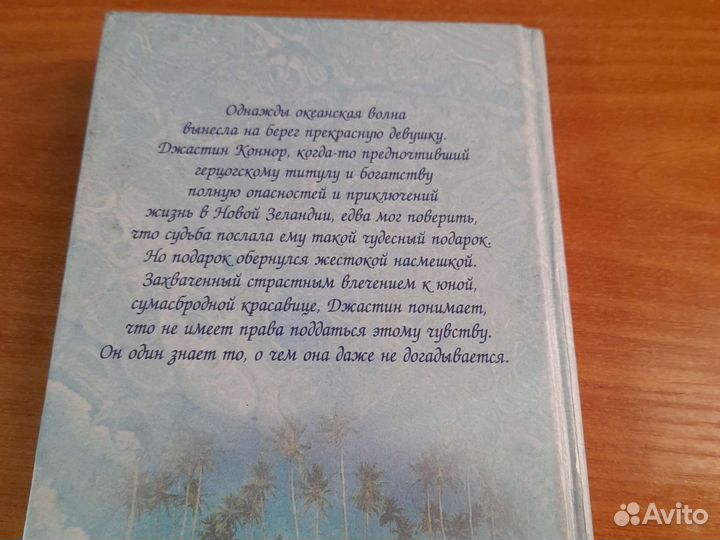 Однажды океанская волна
вынесла на берег прекрасную девушку.
Джастин Коннор, когда-то предпочтивший
герцогскому титулу и богатству
полную опасностей и приключений
жизнь в Новой Зеландии, едва мог поверить,
что судьба послала ему такой чудесный подарок.
Но подарок обернулся жестокой насмешкой.
Захваченный страстным влечением к юной,
сумасбродной красавице, Джастин понимает,
что не имеет права поддаться этому чувству.
Он один знает то, о чем она даже не догадывается.
Avito